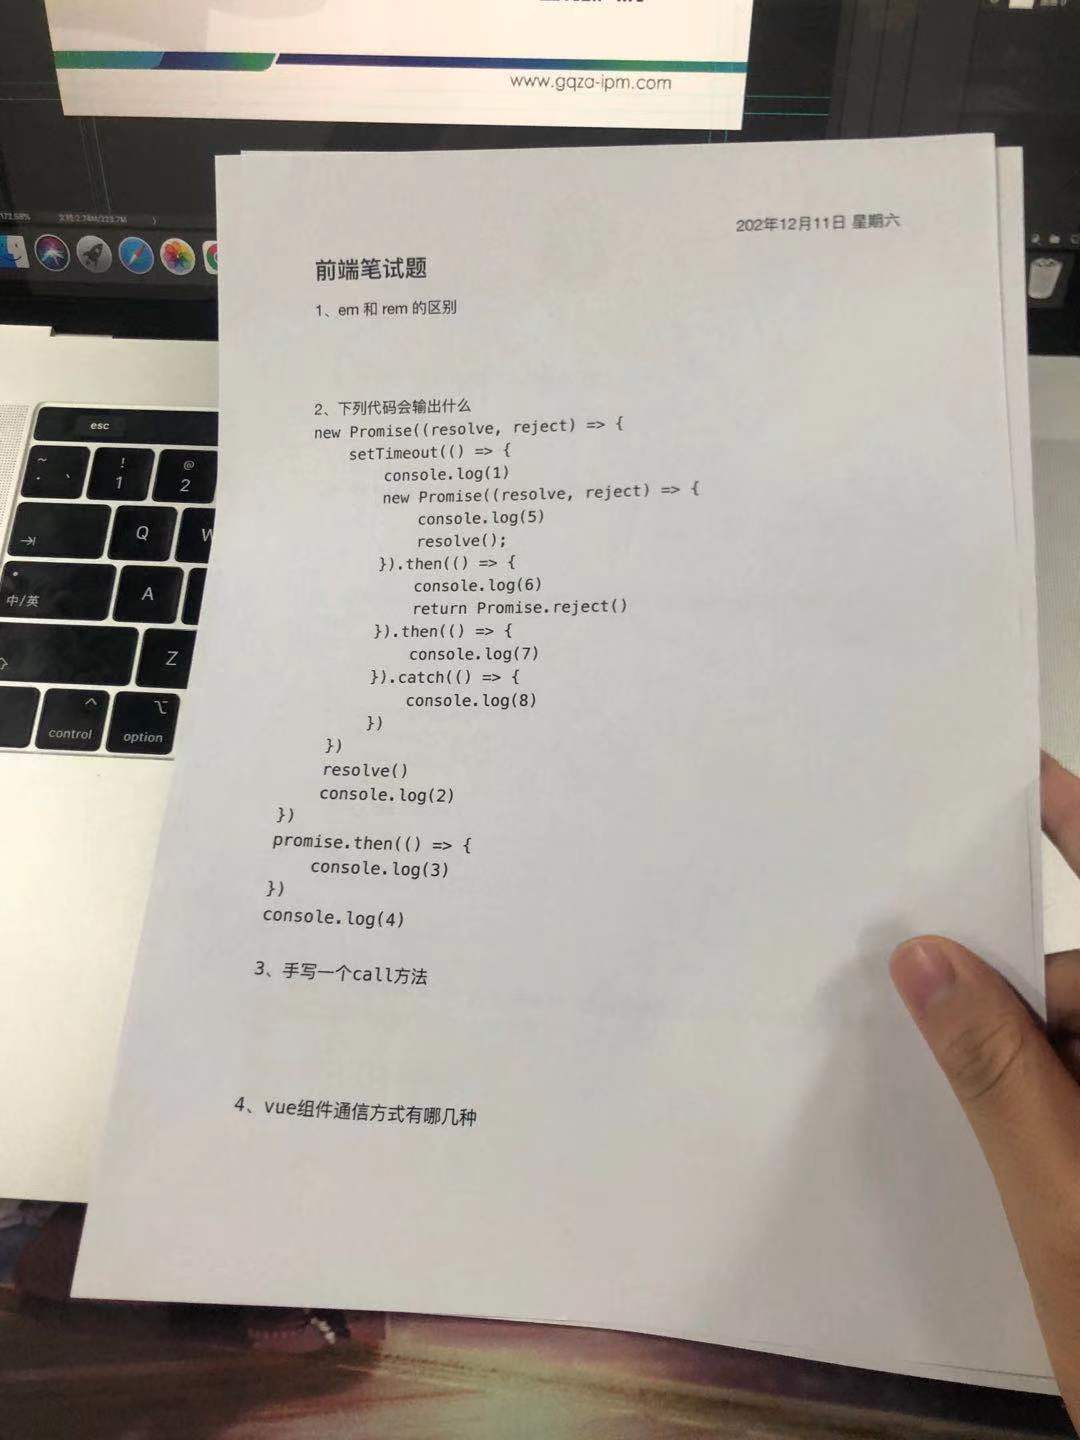 www.gqza-ipm.com
172.58%
202年12月11日 星期六
前端笔试题
1、em 和 rem 的区别
2、下列代码会输出什么
new Promise((resolve, reject) => {
setTimeout(() => {
console.log(1)
new Promise((resolve, reject) => {
console.log(5)
resolve();
}).then(() => {
console.log(6)
return Promise.reject()
}).then(() => {
console.log(7)
}).catch(() => {
console.log(8)
})
})
resolve()
console.log(2)
})
promise.then(() => {
console.log(3)
})
console.log(4)
3、手写一个call方法
4、vue组件通信方式有哪几种
esc
~ `
! 1
@ 2
Q
W
中/英
A
Z
control
option